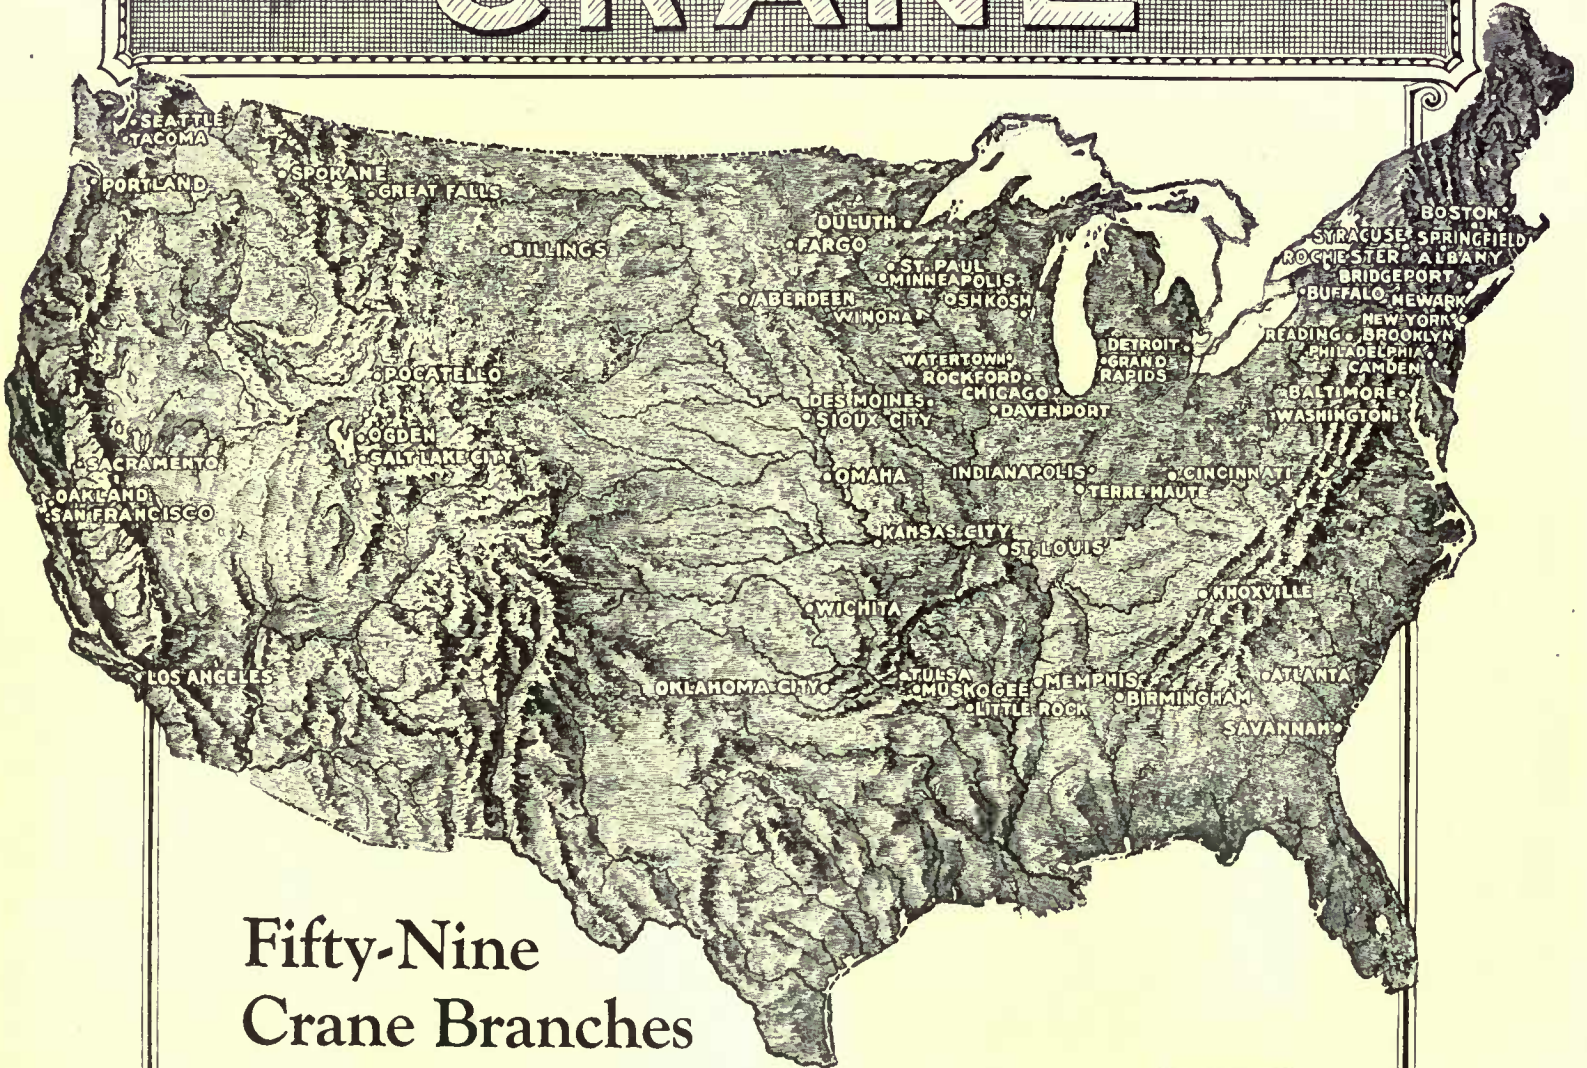 CRANE
SEATTLE
TACOMA
SPOKANE
PORTLAND
GREAT FALLS
BILLINGS
DULUTH
FARGO
ST. PAUL
MINNEAPOLIS
ABERDEEN
OSHKOSH
WINONA
BOSTON
SYRACUSE SPRINGFIELD
ROCHESTER ALBANY
BRIDGEPORT
BUFFALO NEWARK
NEW YORK
READING BROOKLYN
PHILADELPHIA
CAMDEN
BALTIMORE
WASHINGTON
DETROIT
GRAND
RAPIDS
WATERTOWN
ROCKFORD
CHICAGO
DAVENPORT
DES MOINES
SIOUX CITY
POCATELLO
OGDEN
SALT LAKE CITY
SACRAMENTO
OAKLAND
SAN FRANCISCO
OMAHA
INDIANAPOLIS
CINCINNATI
TERRE HAUTE
KANSAS CITY
ST. LOUIS
WICHITA
KNOXVILLE
LOS ANGELES
OKLAHOMA CITY
TULSA
MUSKOGEE
MEMPHIS
LITTLE ROCK
BIRMINGHAM
ATLANTA
SAVANNAH
Fifty-Nine
Crane Branches